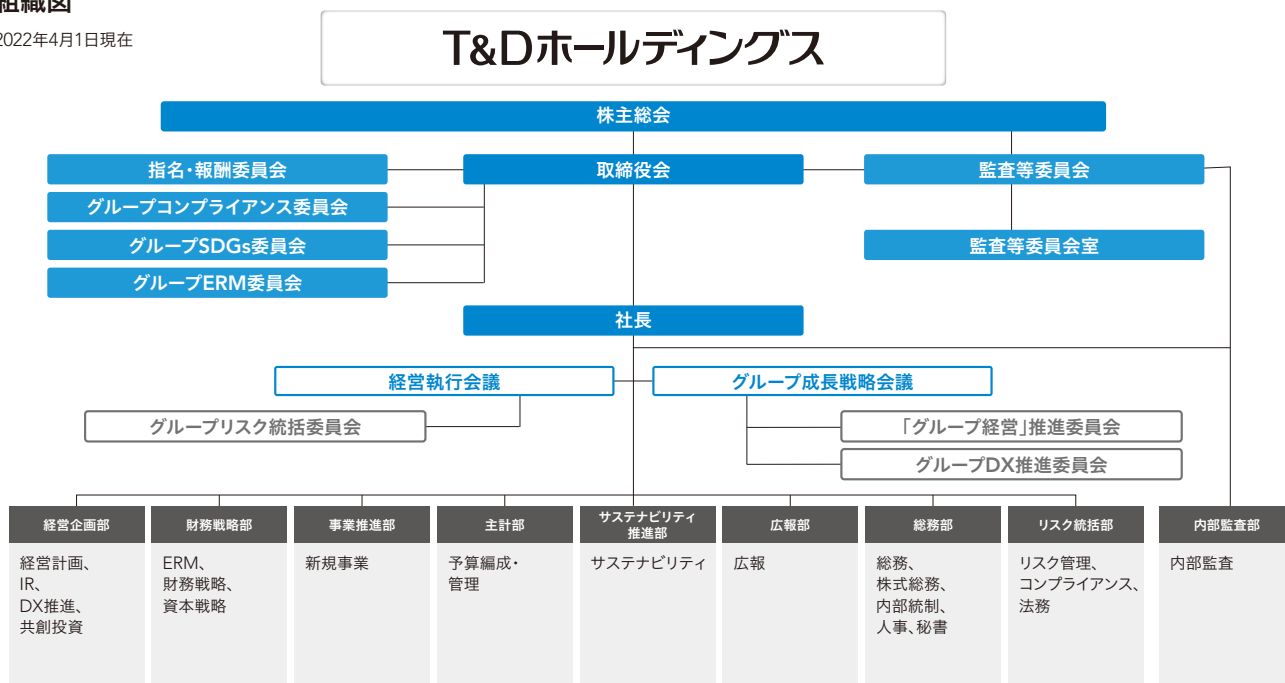 組織図
2022年4月1日現在
T&Dホールディングス
株主総会
指名・報酬委員会
取締役会
監査等委員会
グループコンプライアンス委員会
グループSDGs委員会
監査等委員会室
グループERM委員会
社長
経営執行会議
グループ成長戦略会議
グループリスク統括委員会
「グループ経営」推進委員会
グループDX推進委員会
経営企画部
経営計画、
IR、
DX推進、
共創投資
財務戦略部
ERM、
財務戦略、
資本戦略
事業推進部
新規事業
主計部
予算編成・
管理
サステナビリティ
推進部
サステナビリティ
広報部
広報
総務部
総務、
株式総務、
内部統制、
人事、秘書
リスク統括部
リスク管理、
コンプライアンス、
法務
内部監査部
内部監査